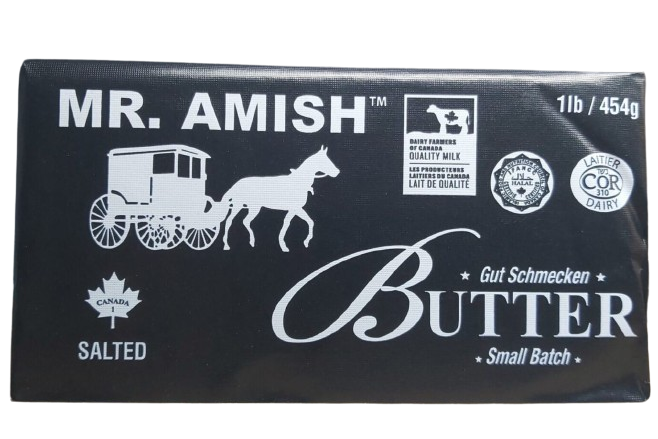 MR. AMISH™
1lb / 454g
DAIRY FARMERS
OF CANADA
QUALITY MILK
LES PRODUCTEURS
LAITIERS DU CANADA
LAIT DE QUALITÉ
HALAL
LAITIER
COR
310
DAIRY
CANADA
1
SALTED
Gut Schmecken
BUTTER
Small Batch